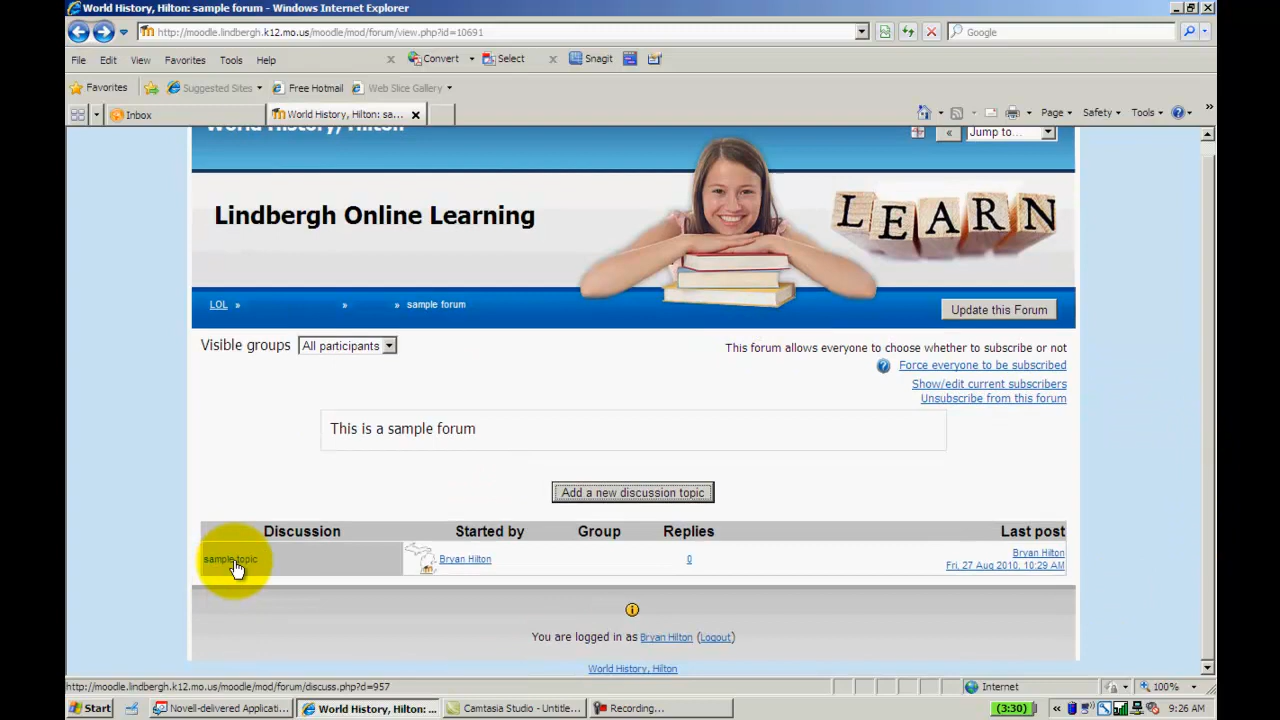 World History, Hilton: sample forum - Windows Internet Explorer
http://moodle.lindbergh.k12.mo.us/moodle/mod/forum/view.php?id=10691
Google
File Edit View Favorites Tools Help
x Convert Select x Snagit
Favorites Suggested Sites Free Hotmail Web Slice Gallery
Inbox World History, Hilton: sa... x Page Safety Tools
World History, Hilton
« Jump to...
Lindbergh Online Learning
LEARN
LOL » » » sample forum Update this Forum
Visible groups All participants
This forum allows everyone to choose whether to subscribe or not
Force everyone to be subscribed
Show/edit current subscribers
Unsubscribe from this forum
This is a sample forum
Add a new discussion topic
Discussion Started by Group Replies Last post
sample topic Bryan Hilton 0 Bryan Hilton
Fri, 27 Aug 2010, 10:29 AM
You are logged in as Bryan Hilton (Logout)
World History, Hilton
http://moodle.lindbergh.k12.mo.us/moodle/mod/forum/discuss.php?d=957 Internet 100%
Start Novell-delivered Applicati... World History, Hilton: ... Camtasia Studio - Untitle... Recording... (3:30) « 9:26 AM